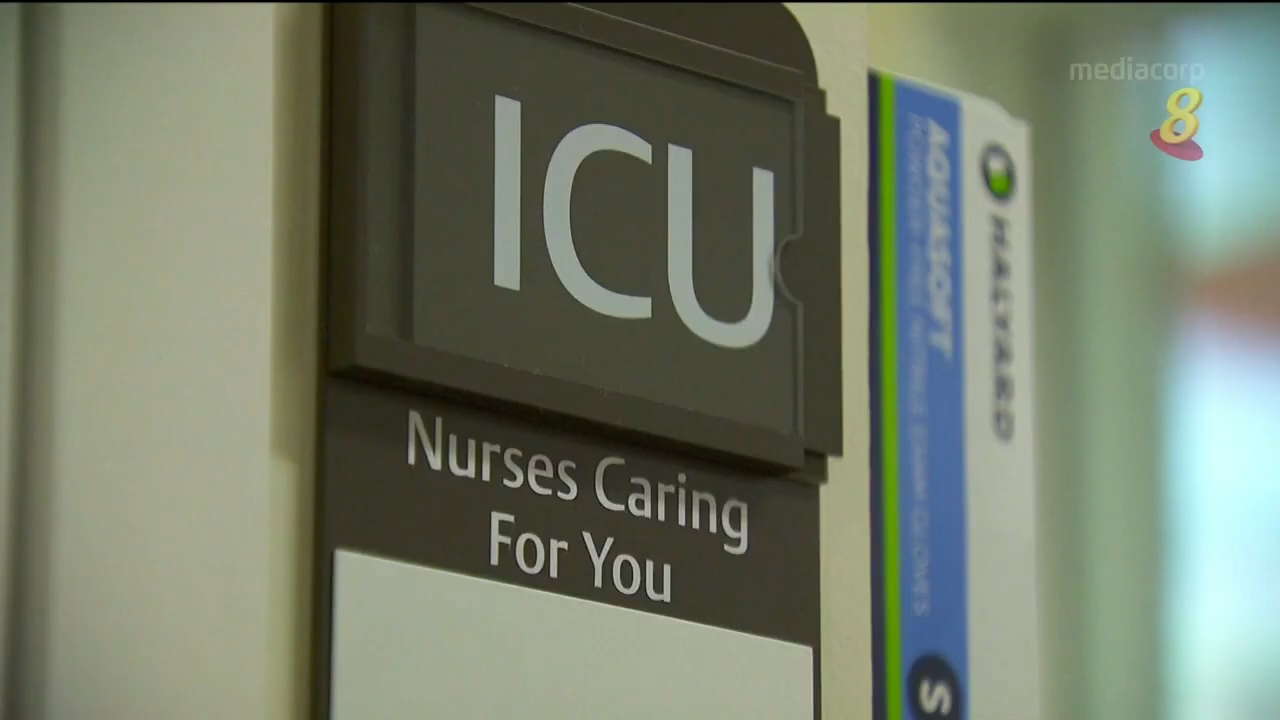 mediacorp
8
ICU
Nurses Caring
For You
AQUASOFT
HALYARD
S